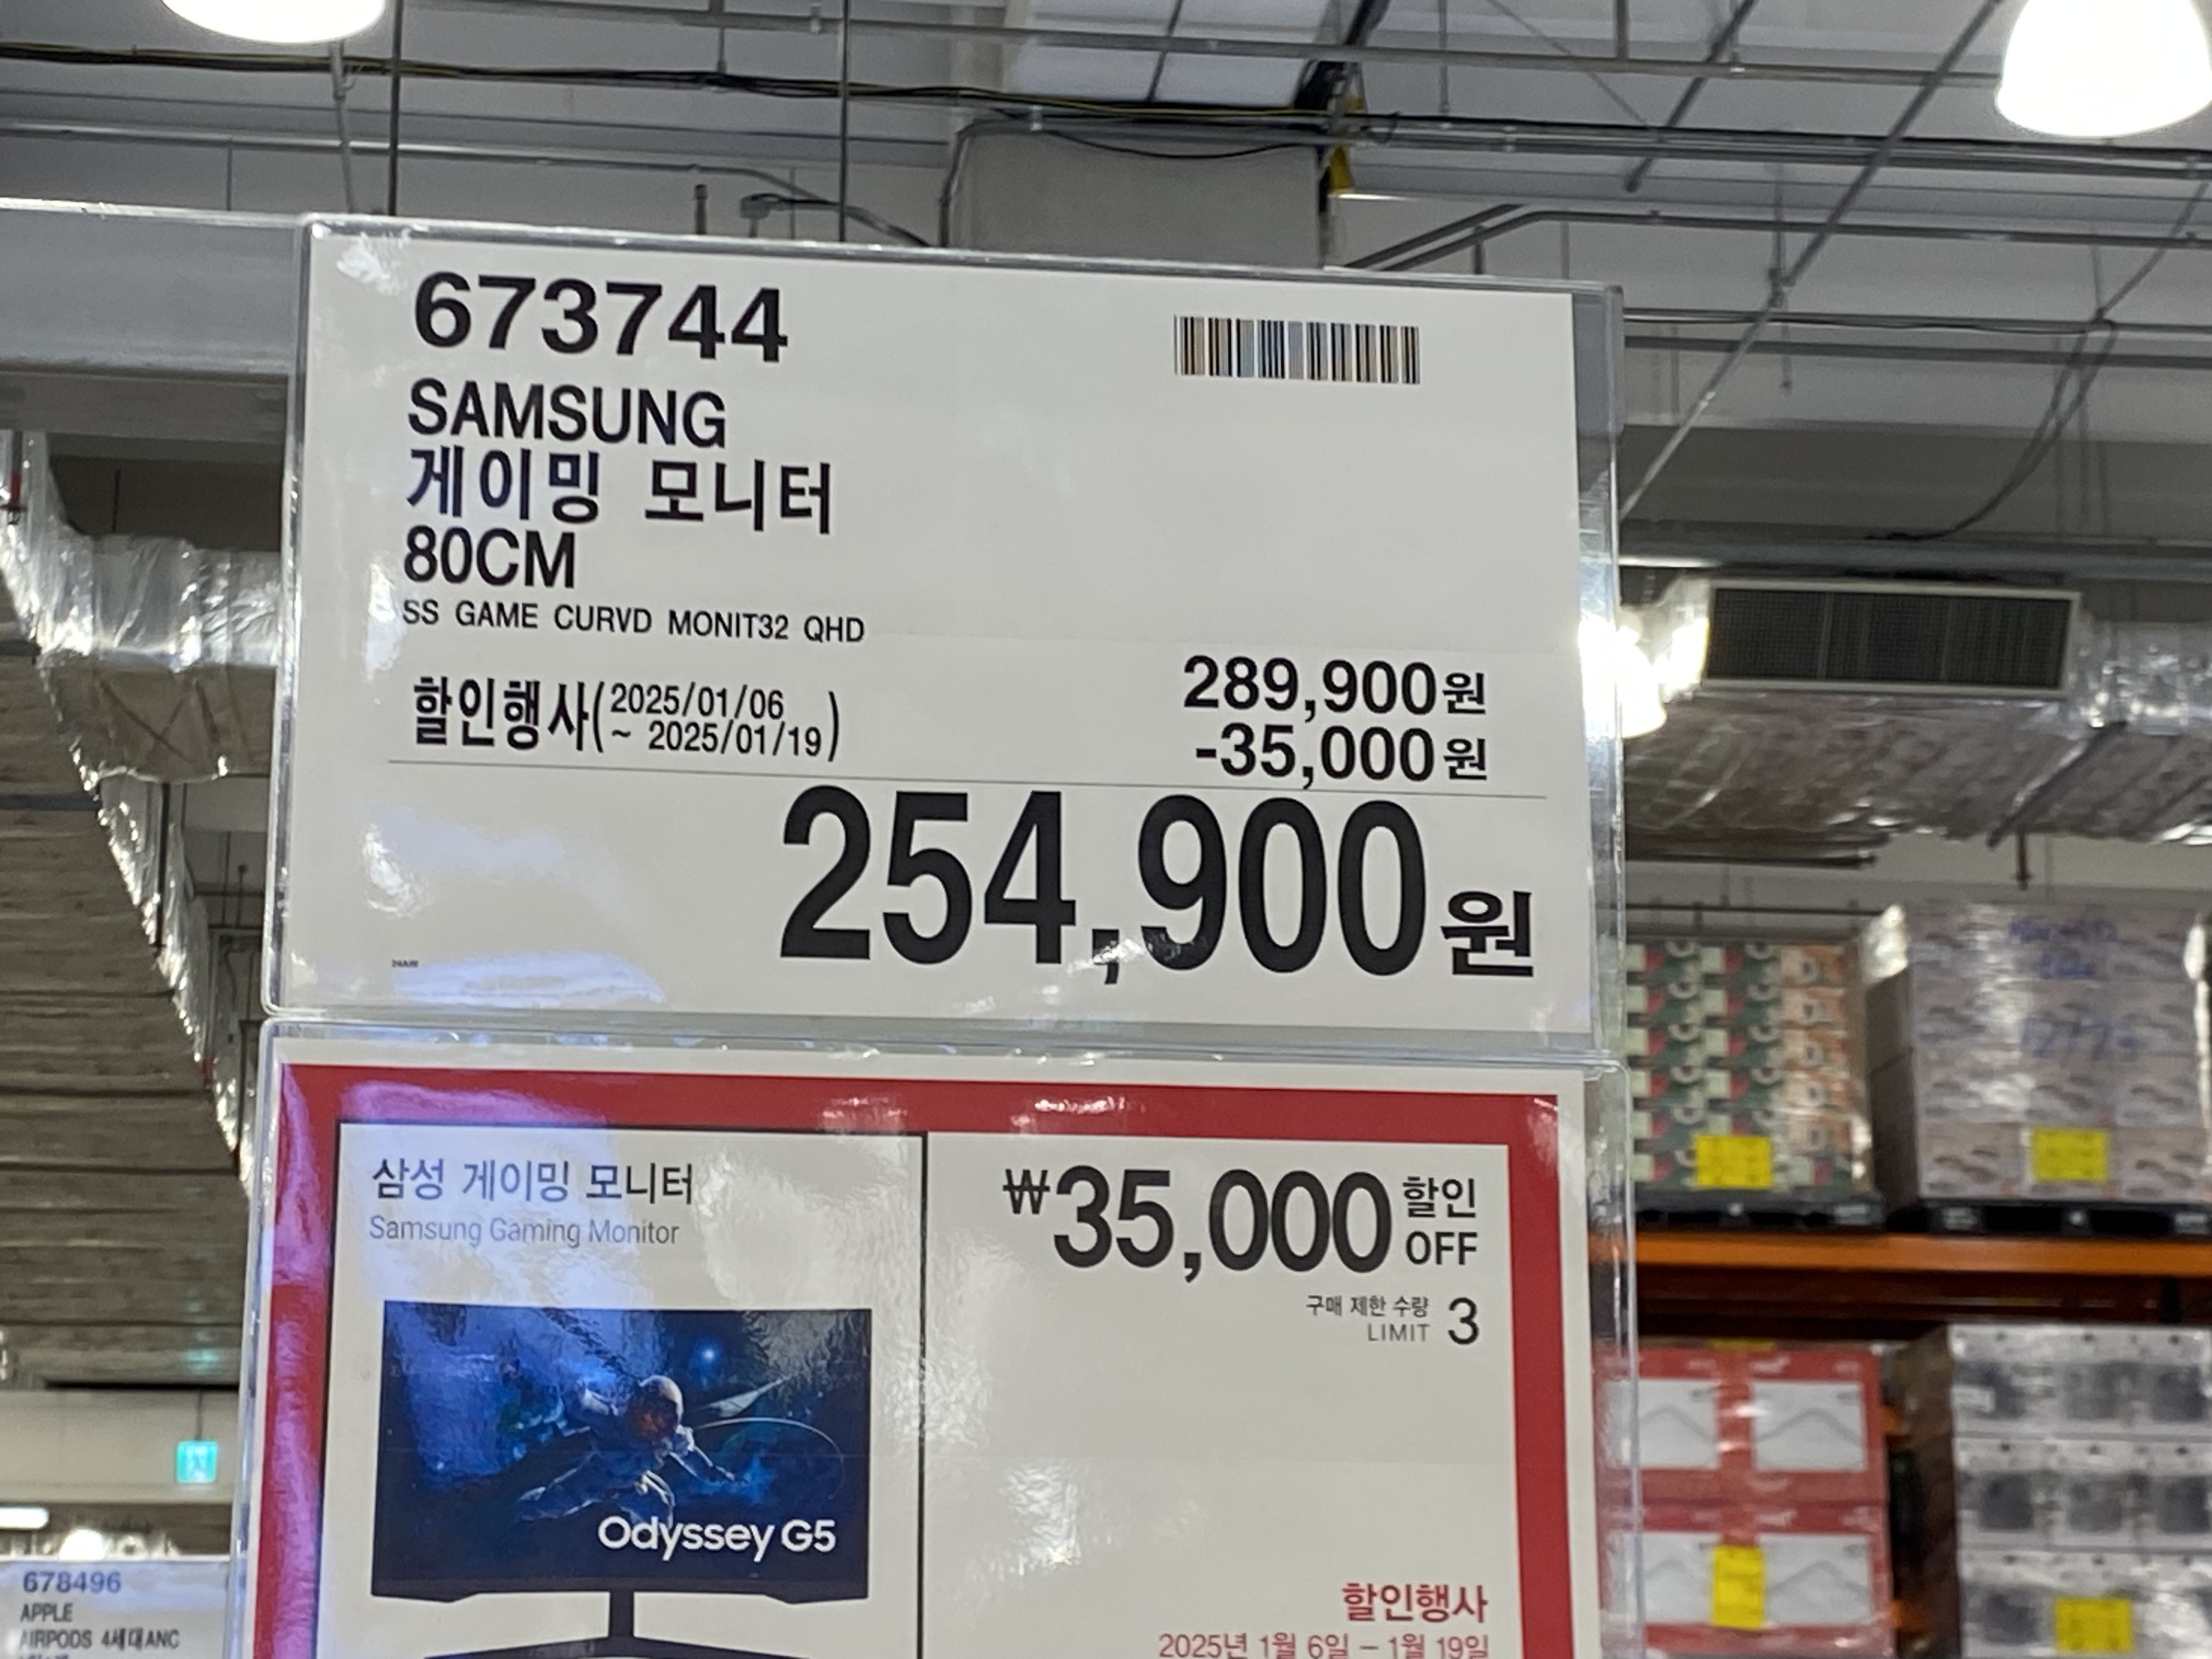 673744
SAMSUNG
게이밍 모니터
80CM
SS GAME CURVD MONIT32 QHD
289,900원
할인행사(2025/01/06
~ 2025/01/19)
-35,000원
254,900원
삼성 게이밍 모니터
Samsung Gaming Monitor
₩35,000 할인
OFF
구매 제한 수량
LIMIT 3
Odyssey G5
할인행사
2025년 1월 6일 – 1월 19일
678496
APPLE
AIRPODS 4세대ANC